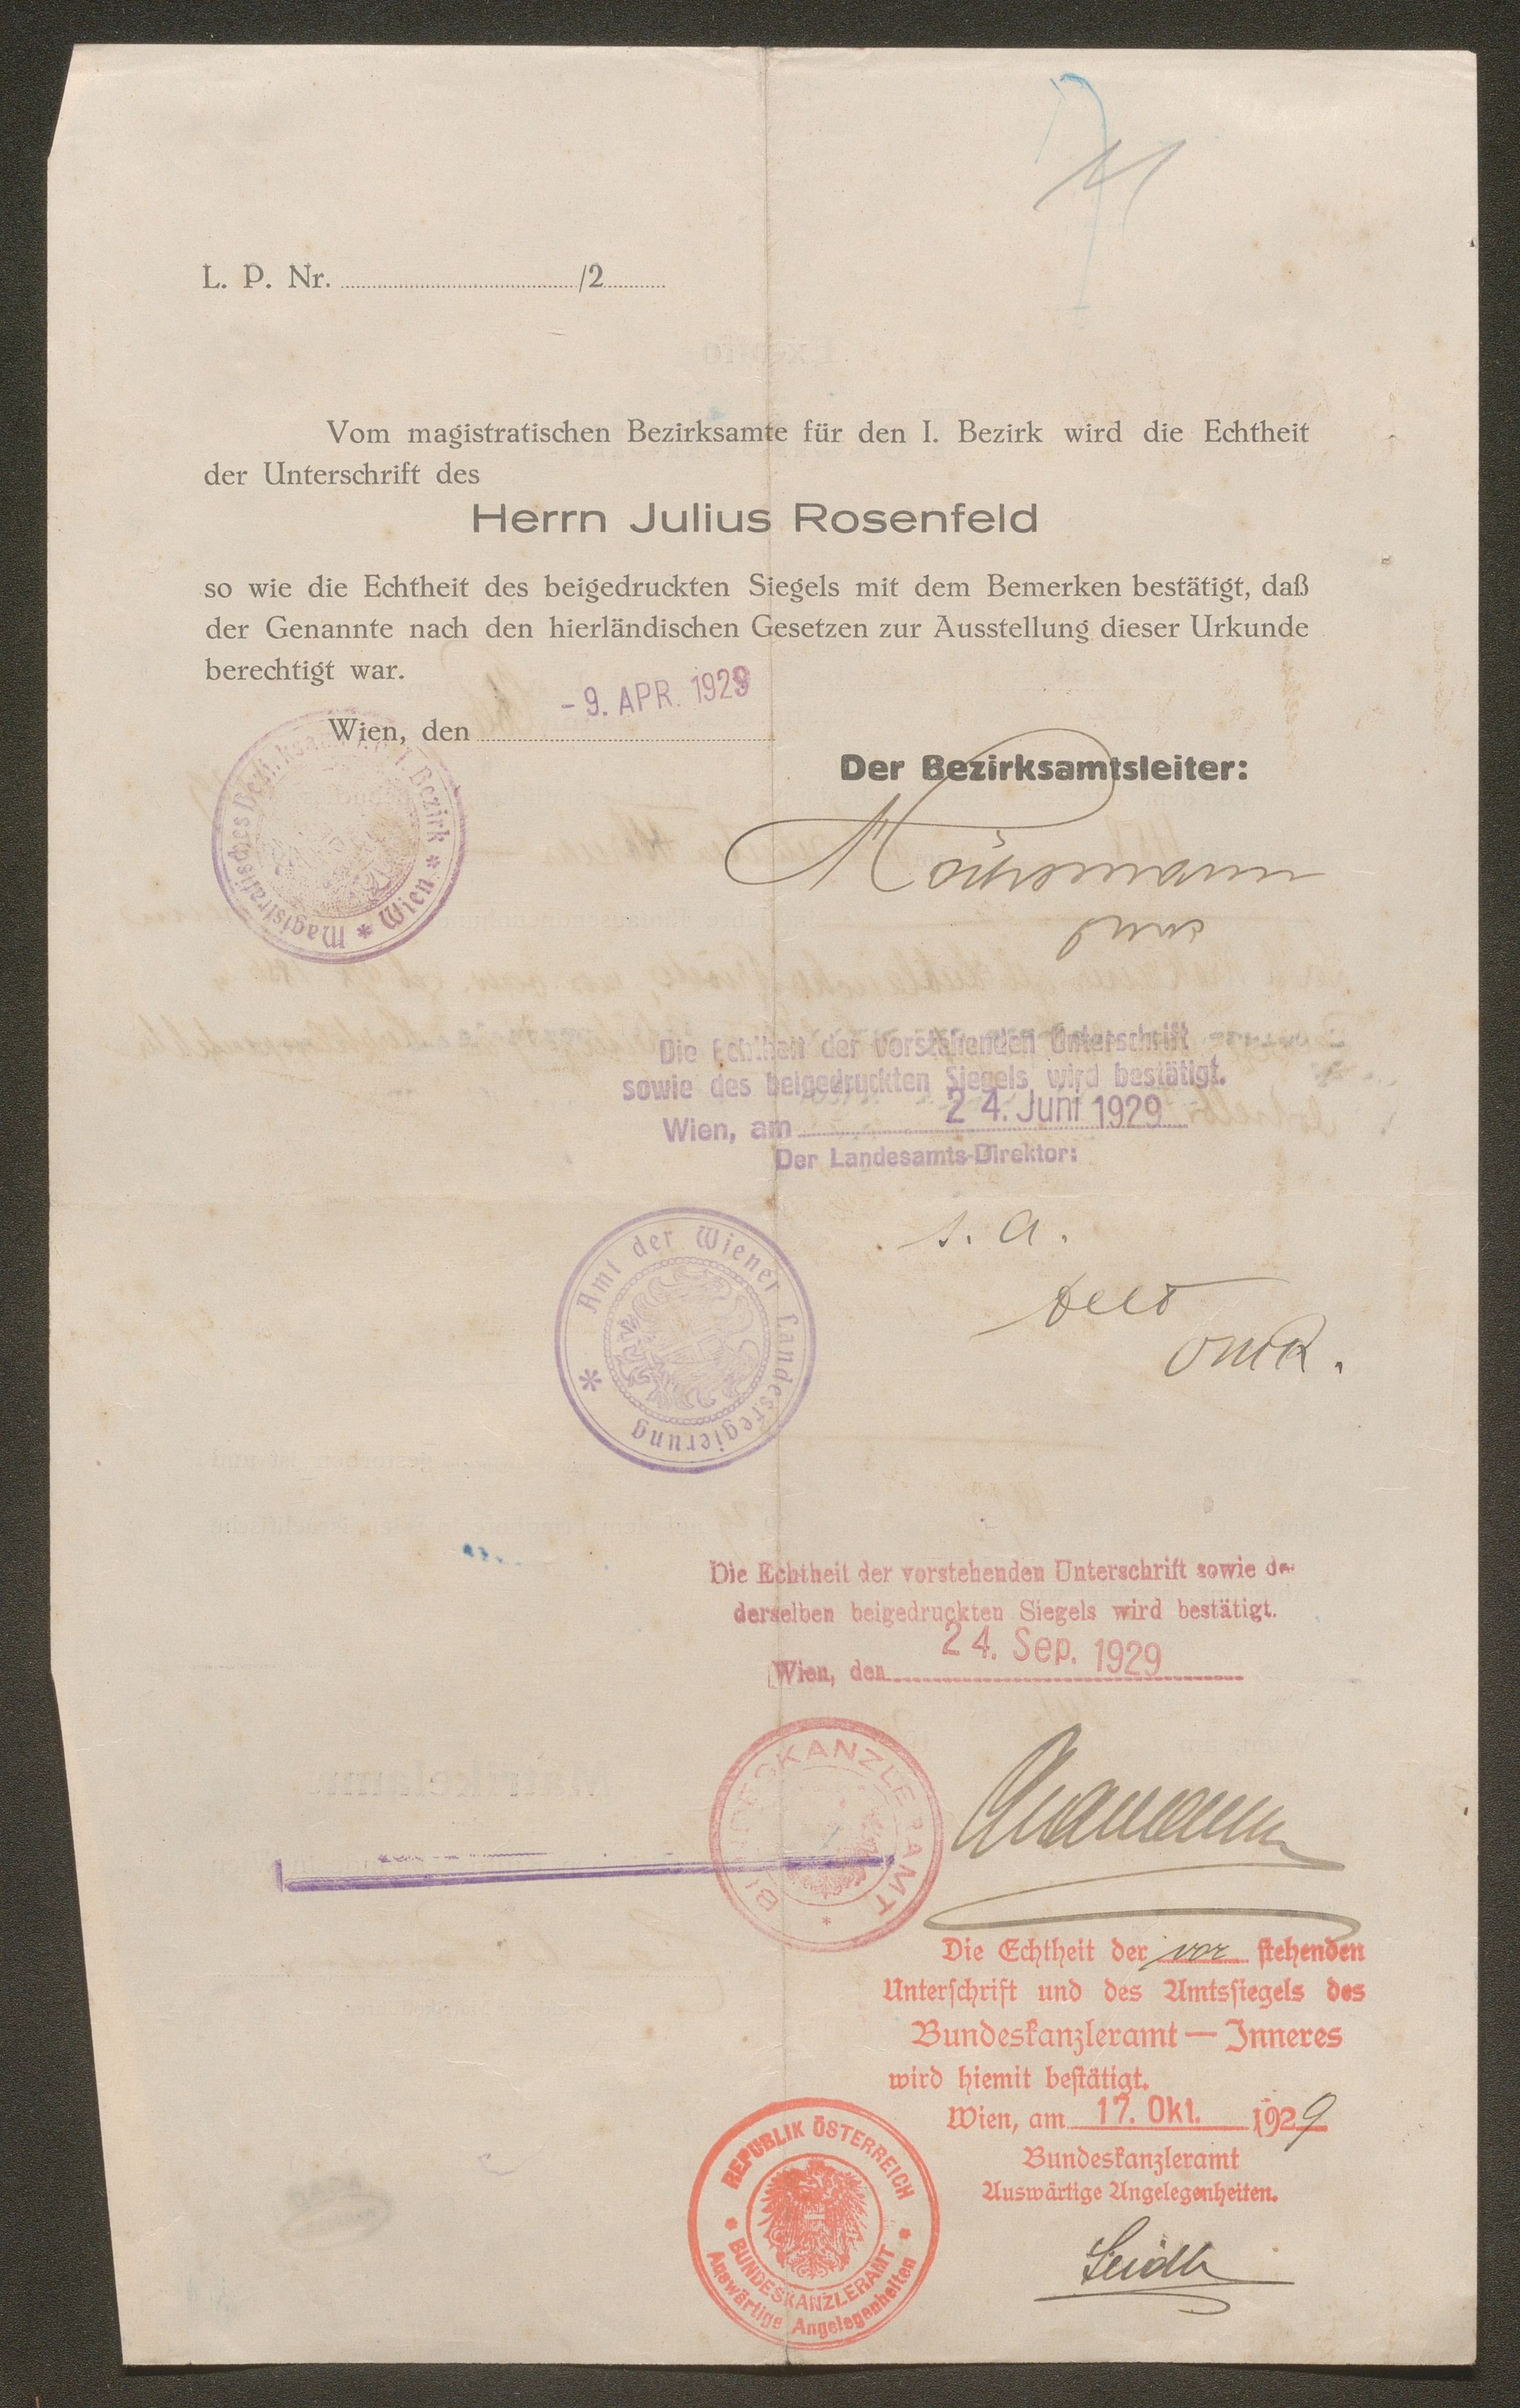 L. P. Nr. /2
Vom magistratischen Bezirksamte für den I. Bezirk wird die Echtheit
der Unterschrift des
Herrn Julius Rosenfeld
so wie die Echtheit des beigedruckten Siegels mit dem Bemerken bestätigt, daß
der Genannte nach den hierländischen Gesetzen zur Ausstellung dieser Urkunde
berechtigt war.
- 9. APR. 1929
Wien, den
Magistratisches Bezirksamt I. Bezirk * Wien *
Der Bezirksamtsleiter:
Die Echtheit der vorstehenden Unterschrift
sowie des beigedruckten Siegels wird bestätigt.
Wien, am 24. Juni 1929
Der Landesamts-Direktor:
Amt der Wiener Landesregierung *
Die Echtheit der vorstehenden Unterschrift sowie de
derselben beigedruckten Siegels wird bestätigt.
Wien, den 24. Sep. 1929
BUNDESKANZLERAMT *
Die Echtheit der vor stehenden
Unterschrift und des Amtssiegels des
Bundeskanzleramt — Inneres
wird hiemit bestätigt.
Wien, am 17. Okt. 1929
Bundeskanzleramt
Auswärtige Angelegenheiten.
Seidl
REPUBLIK ÖSTERREICH
* BUNDESKANZLERAMT *
Auswärtige Angelegenheiten